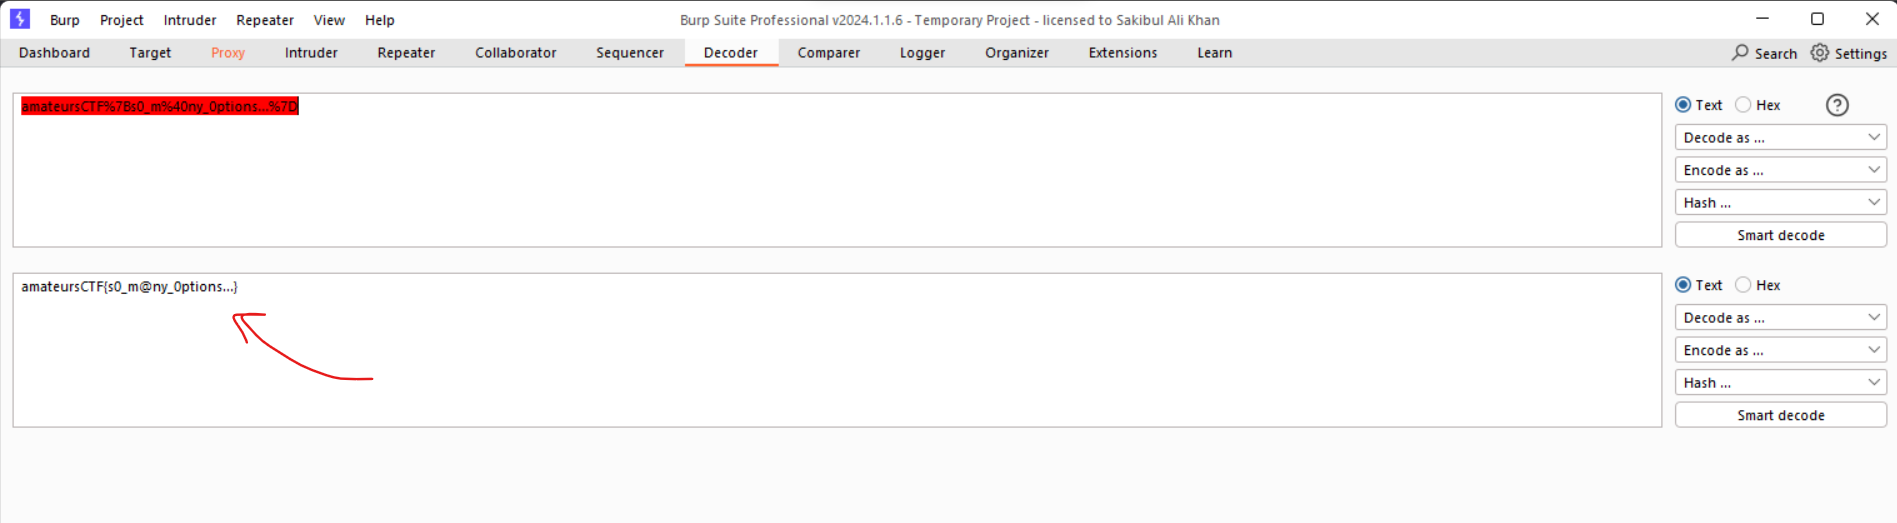 Burp Project Intruder Repeater View Help Burp Suite Professional v2024.1.1.6 - Temporary Project - licensed to Sakibul Ali Khan
Dashboard Target Proxy Intruder Repeater Collaborator Sequencer Decoder Comparer Logger Organizer Extensions Learn Search Settings
amateursCTF%7Bs0_m%40ny_0ptions...%7D
Text Hex ?
Decode as ...
Encode as ...
Hash ...
Smart decode
amateursCTF{s0_m@ny_0ptions...}
Text Hex
Decode as ...
Encode as ...
Hash ...
Smart decode